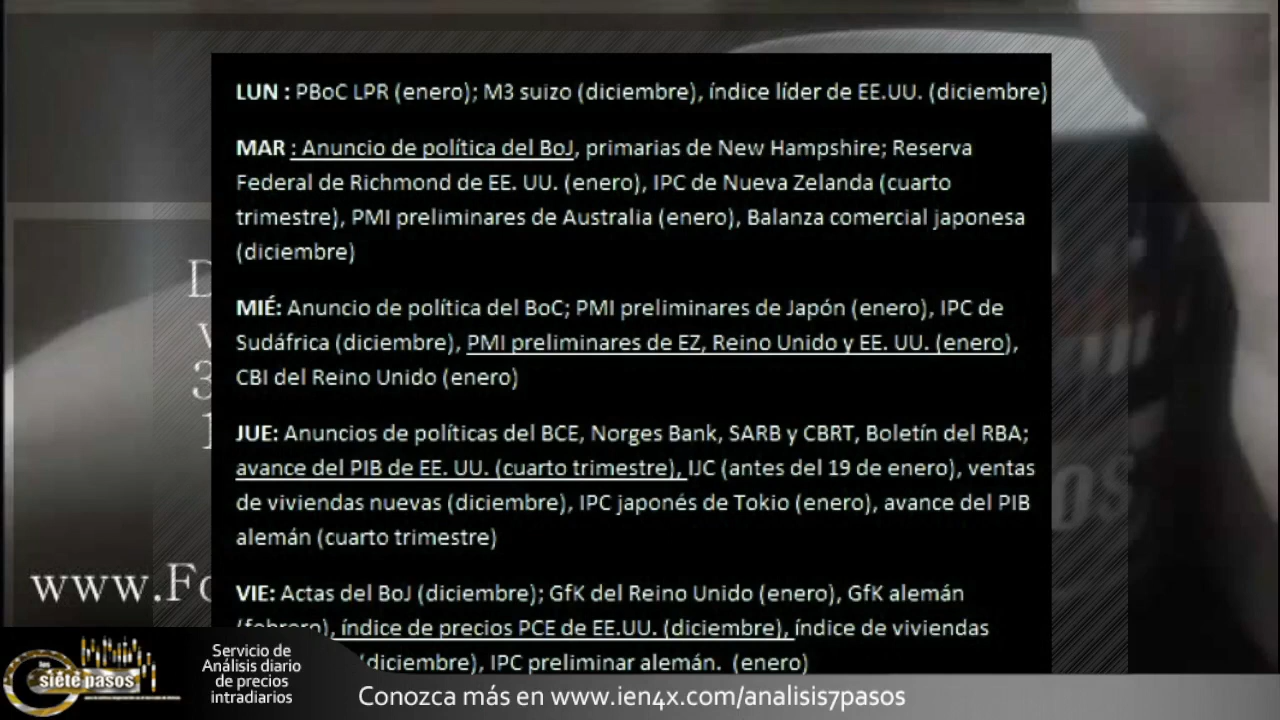 LUN : PBoC LPR (enero); M3 suizo (diciembre), índice líder de EE.UU. (diciembre)
MAR : Anuncio de política del BoJ, primarias de New Hampshire; Reserva
Federal de Richmond de EE. UU. (enero), IPC de Nueva Zelanda (cuarto
trimestre), PMI preliminares de Australia (enero), Balanza comercial japonesa
(diciembre)
MIÉ: Anuncio de política del BoC; PMI preliminares de Japón (enero), IPC de
Sudáfrica (diciembre), PMI preliminares de EZ, Reino Unido y EE. UU. (enero),
CBI del Reino Unido (enero)
JUE: Anuncios de políticas del BCE, Norges Bank, SARB y CBRT, Boletín del RBA;
avance del PIB de EE. UU. (cuarto trimestre), IJC (antes del 19 de enero), ventas
de viviendas nuevas (diciembre), IPC japonés de Tokio (enero), avance del PIB
alemán (cuarto trimestre)
VIE: Actas del BoJ (diciembre); GfK del Reino Unido (enero), GfK alemán
(febrero), índice de precios PCE de EE.UU. (diciembre), índice de viviendas
(diciembre), IPC preliminar alemán. (enero)
www.Fo
los
siete pasos
Servicio de
Análisis diario
de precios
intradiarios
Conozca más en www.ien4x.com/analisis7pasos